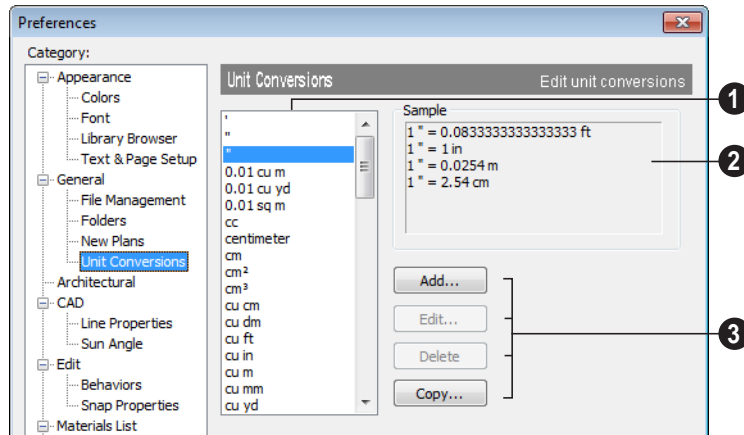 Preferences
Category:
Appearance
Colors
Font
Library Browser
Text & Page Setup
General
File Management
Folders
New Plans
Unit Conversions
Architectural
CAD
Line Properties
Sun Angle
Edit
Behaviors
Snap Properties
Materials List
Unit Conversions Edit unit conversions
'
"
"
0.01 cu m
0.01 cu yd
0.01 sq m
cc
centimeter
cm
cm²
cm³
cu cm
cu dm
cu ft
cu in
cu m
cu mm
cu yd
Sample
1 " = 0.0833333333333333 ft
1 " = 1 in
1 " = 0.0254 m
1 " = 2.54 cm
Add...
Edit...
Delete
Copy...
1
2
3